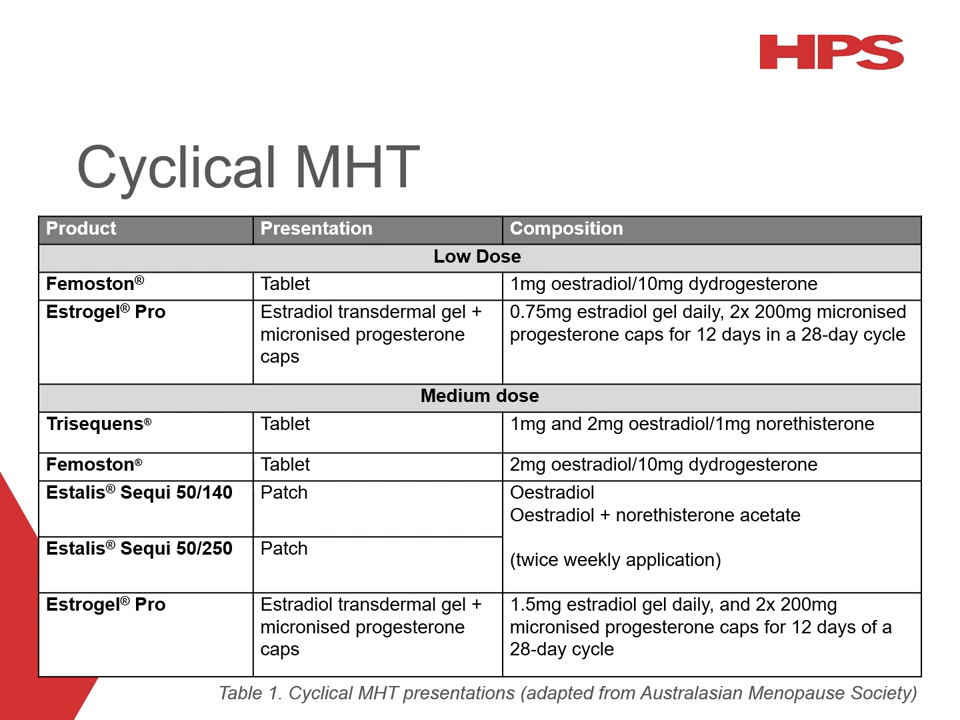 HPS
Cyclical MHT
Product Presentation Composition
Low Dose
Femoston® Tablet 1mg oestradiol/10mg dydrogesterone
Estrogel® Pro Estradiol transdermal gel + 0.75mg estradiol gel daily, 2x 200mg micronised
micronised progesterone progesterone caps for 12 days in a 28-day cycle
caps
Medium dose
Trisequens® Tablet 1mg and 2mg oestradiol/1mg norethisterone
Femoston® Tablet 2mg oestradiol/10mg dydrogesterone
Estalis® Sequi 50/140 Patch Oestradiol
Oestradiol + norethisterone acetate
Estalis® Sequi 50/250 Patch
(twice weekly application)
Estrogel® Pro Estradiol transdermal gel + 1.5mg estradiol gel daily, and 2x 200mg
micronised progesterone micronised progesterone caps for 12 days of a
caps 28-day cycle
Table 1. Cyclical MHT presentations (adapted from Australasian Menopause Society)